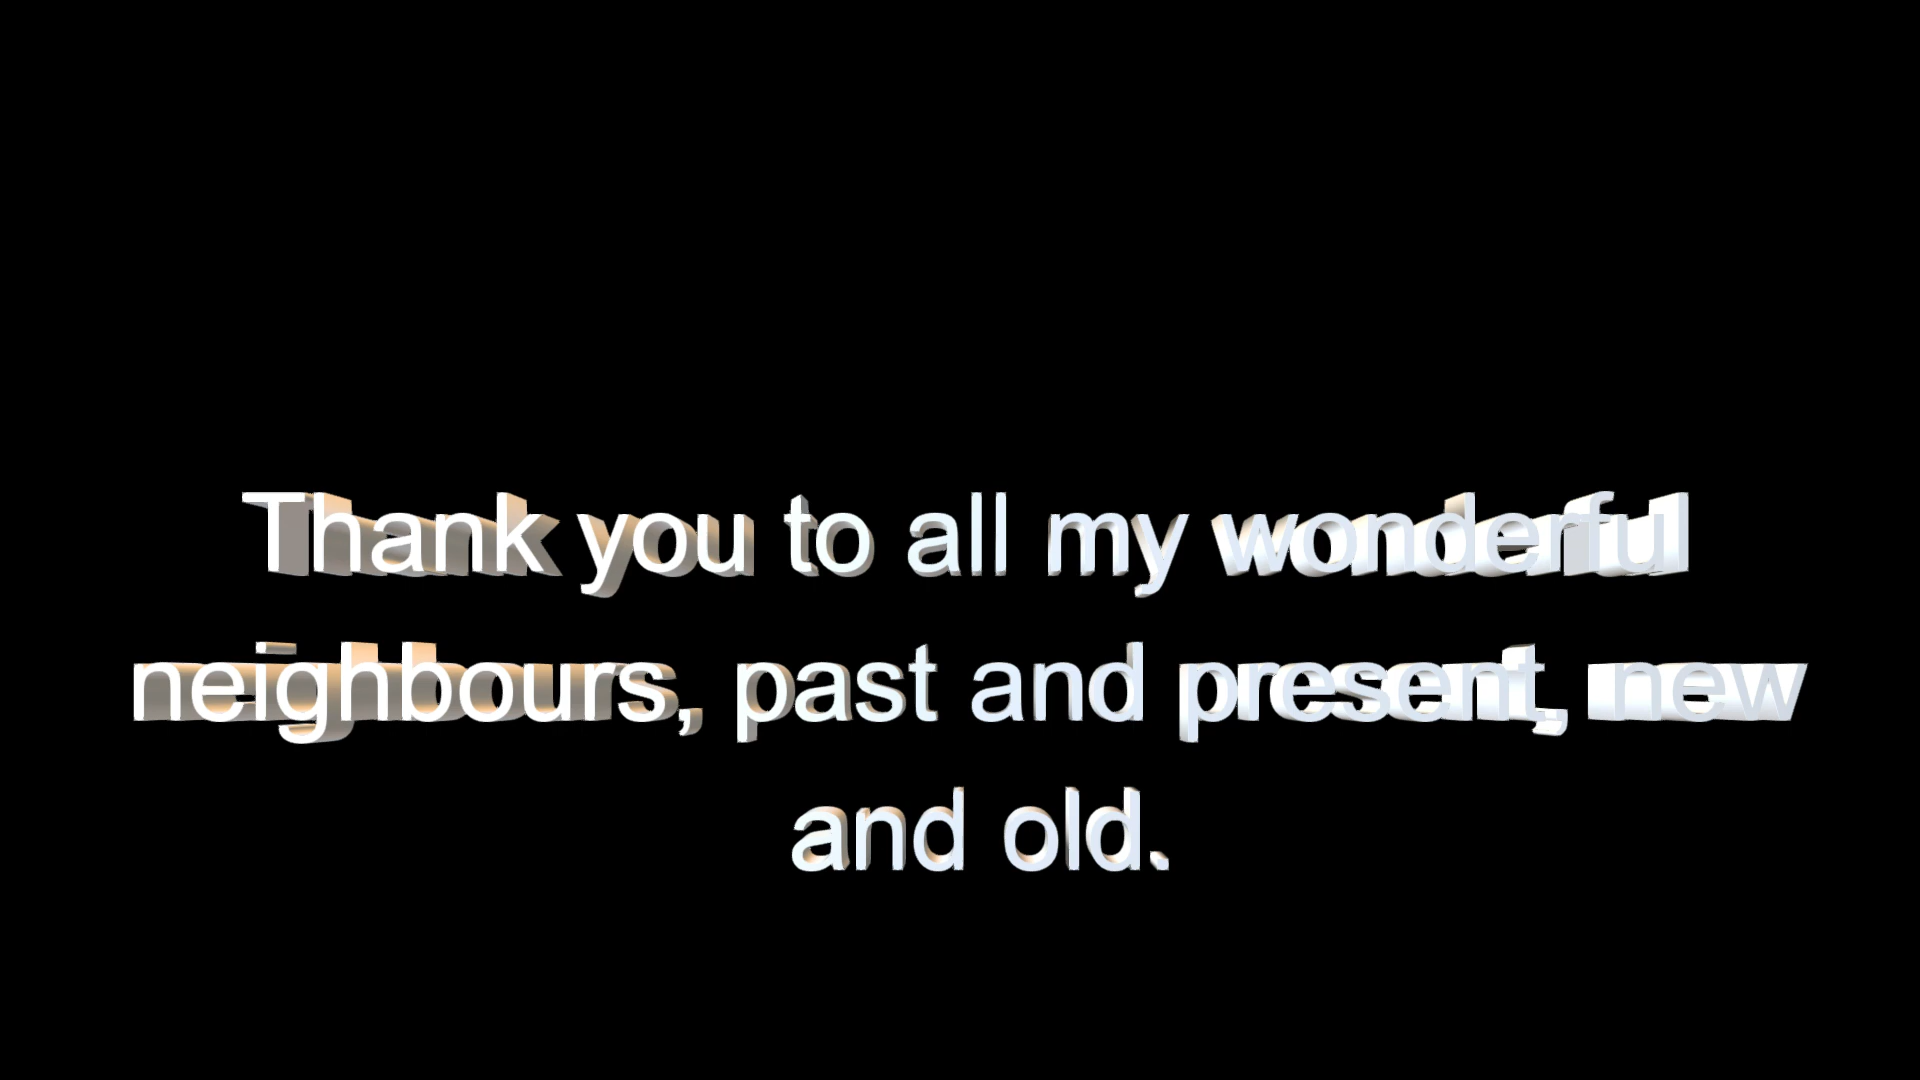 Thank you to all my wonderful
neighbours, past and present, new
and old.